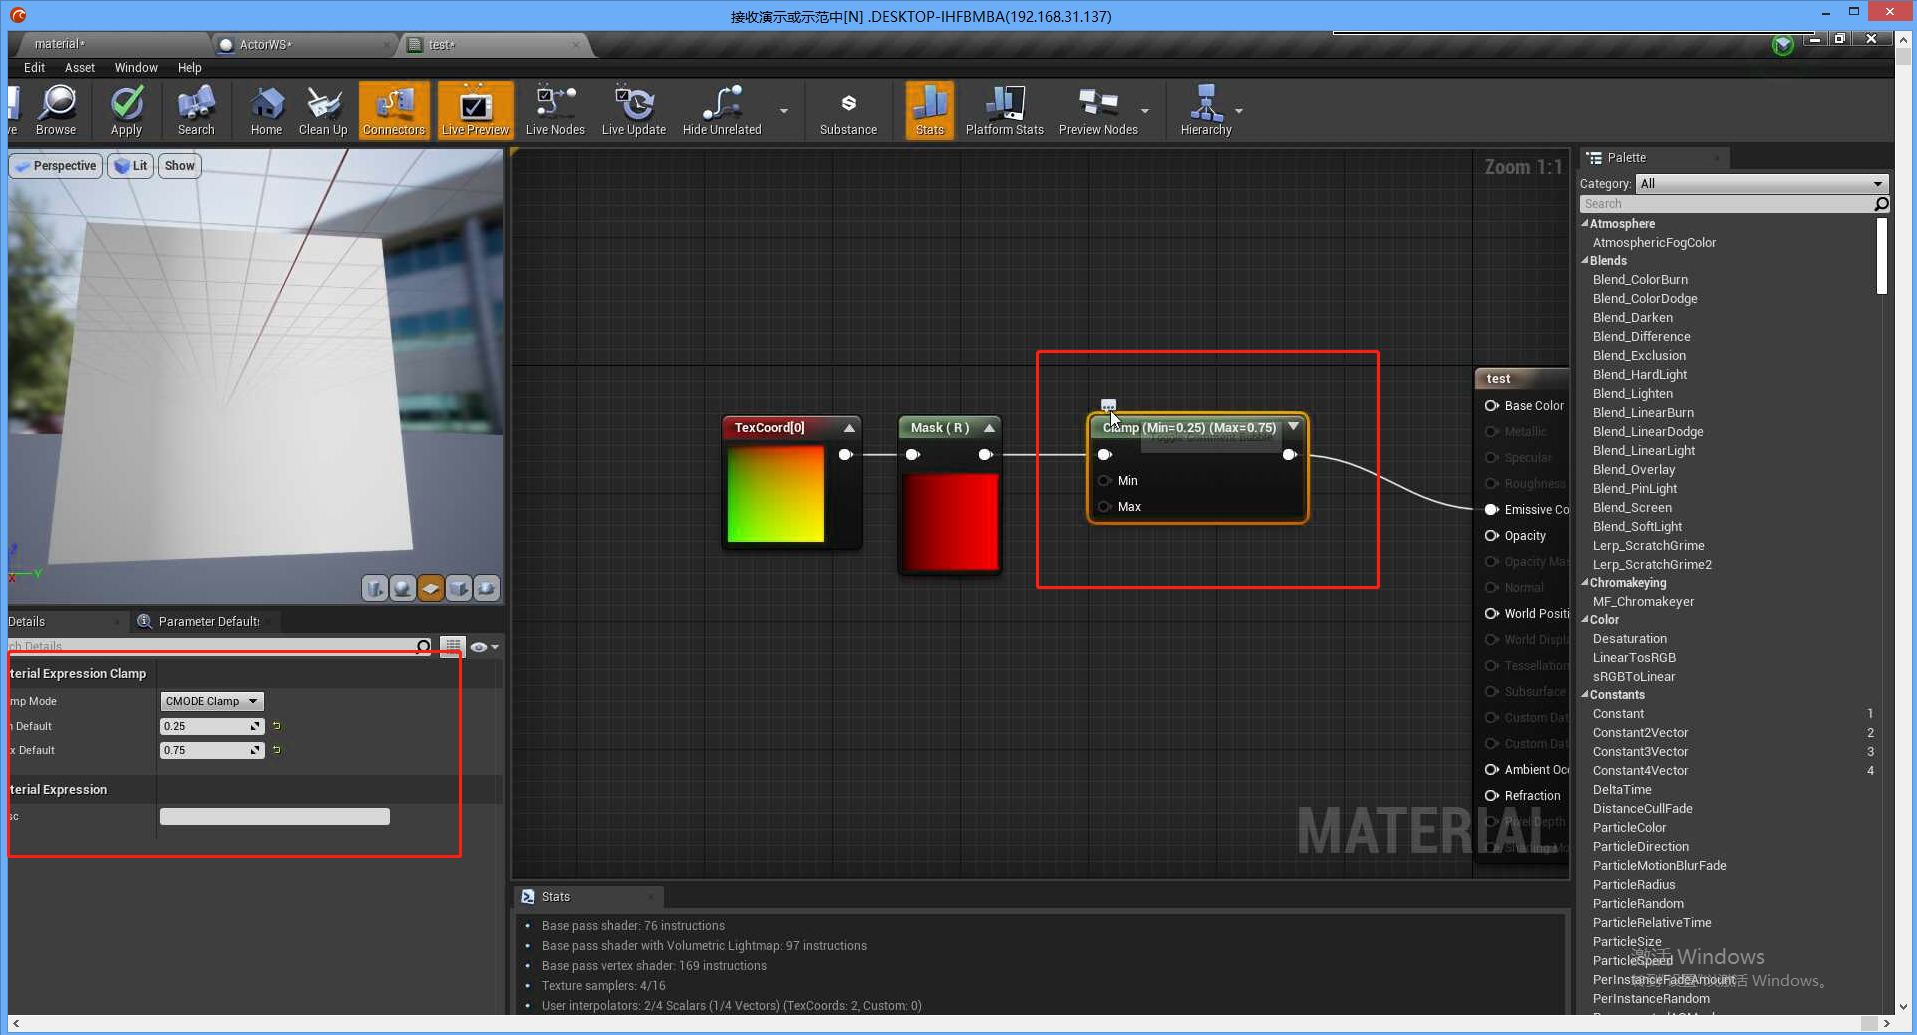 接收演示或示范中[N] .DESKTOP-IHFBMBA(192.168.31.137)
material*
ActorWS*
test*
Edit Asset Window Help
ve Browse Apply Search Home Clean Up Connectors Live Preview Live Nodes Live Update Hide Unrelated Substance Stats Platform Stats Preview Nodes Hierarchy
Perspective Lit Show
Zoom 1:1
TexCoord[0]
Mask ( R )
Clamp (Min=0.25) (Max=0.75)
Toggle Comment Bubble
Min
Max
test
Base Color
Metallic
Specular
Roughness
Emissive Co
Opacity
Opacity Mas
Normal
World Positi
World Displa
Tessellation
Subsurface
Custom Dat
Custom Dat
Ambient Occ
Refraction
Pixel Depth
Shading Mo
MATERIAL
Details
Parameter Defaults
ch Details
terial Expression Clamp
mp Mode CMODE Clamp
n Default 0.25
x Default 0.75
terial Expression
sc
Stats
Base pass shader: 76 instructions
Base pass shader with Volumetric Lightmap: 97 instructions
Base pass vertex shader: 169 instructions
Texture samplers: 4/16
User interpolators: 2/4 Scalars (1/4 Vectors) (TexCoords: 2, Custom: 0)
Palette
Category: All
Search
Atmosphere
AtmosphericFogColor
Blends
Blend_ColorBurn
Blend_ColorDodge
Blend_Darken
Blend_Difference
Blend_Exclusion
Blend_HardLight
Blend_Lighten
Blend_LinearBurn
Blend_LinearDodge
Blend_LinearLight
Blend_Overlay
Blend_PinLight
Blend_Screen
Blend_SoftLight
Lerp_ScratchGrime
Lerp_ScratchGrime2
Chromakeying
MF_Chromakeyer
Color
Desaturation
LinearTosRGB
sRGBToLinear
Constants
Constant 1
Constant2Vector 2
Constant3Vector 3
Constant4Vector 4
DeltaTime
DistanceCullFade
ParticleColor
ParticleDirection
ParticleMotionBlurFade
ParticleRadius
ParticleRandom
ParticleRelativeTime
ParticleSize
ParticleSpeed
PerInstanceFadeAmount
PerInstanceRandom
激活 Windows
转到"设置"以激活 Windows。